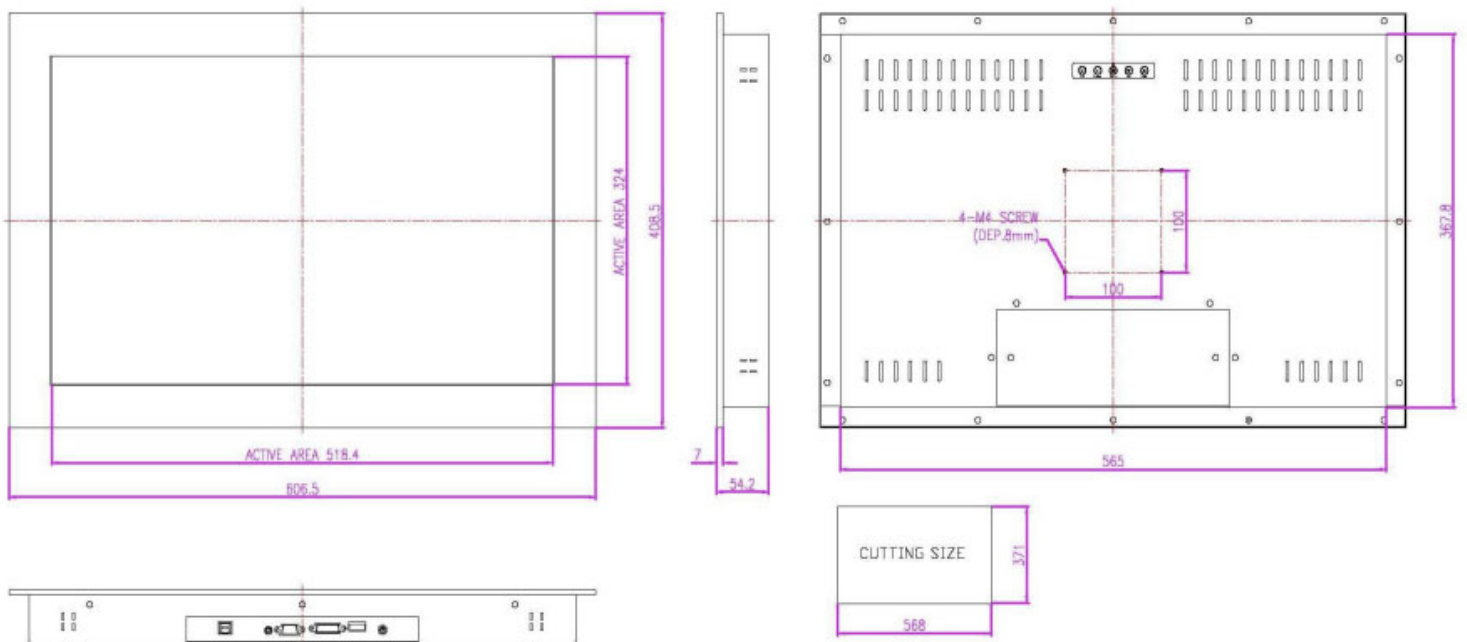 ACTIVE AREA 324
408.5
ACTIVE AREA 518.4
606.5
7
54.2
4-M4 SCREW
(DEP.8mm)
100
100
367.8
565
CUTTING SIZE
371
568